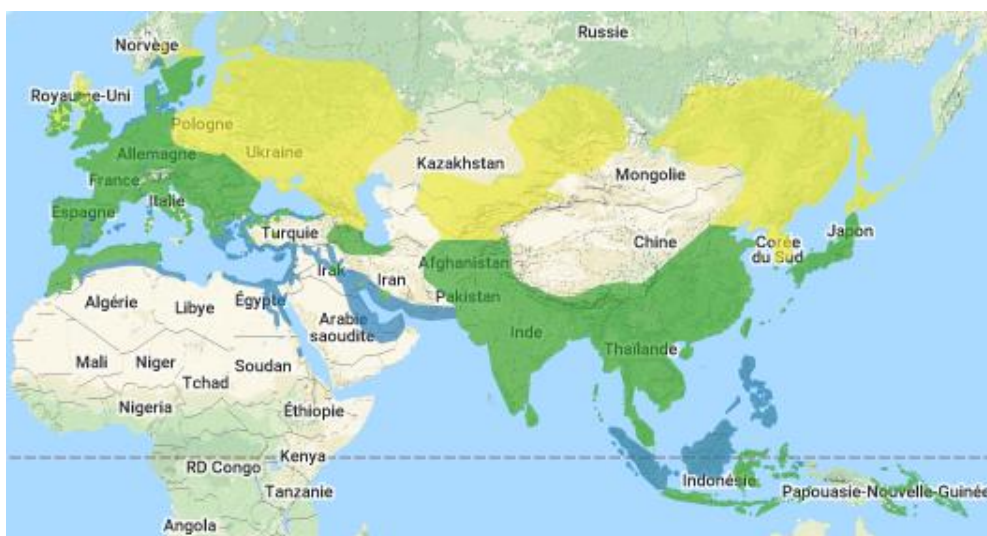 Russie
Norvège
Royaume-Uni
Pologne
Allemagne
Ukraine
Kazakhstan
Mongolie
France
Italie
Espagne
Turquie
Chine
Corée
du Sud
Japon
Afghanistan
Irak
Iran
Pakistan
Algérie
Libye
Égypte
Arabie
saoudite
Inde
Thaïlande
Mali
Niger
Tchad
Soudan
Nigeria
Éthiopie
RD Congo
Kenya
Tanzanie
Angola
Indonésie
Papouasie-Nouvelle-Guinée